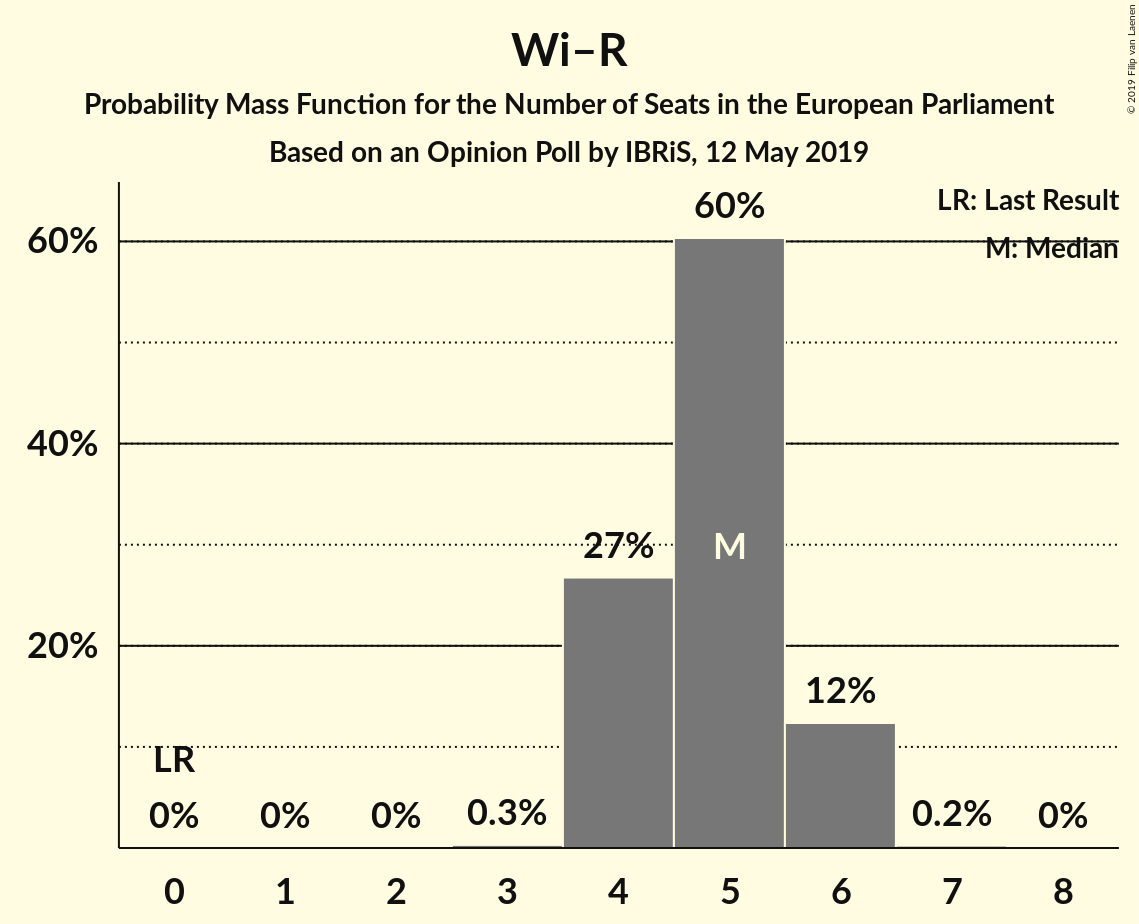 Wi–R
Probability Mass Function for the Number of Seats in the European Parliament
Based on an Opinion Poll by IBRiS, 12 May 2019
© 2019 Filip van Laenen
LR: Last Result
M: Median
60%
40%
20%
LR
0%
0%
0%
0.3%
27%
60%
M
12%
0.2%
0%
0 1 2 3 4 5 6 7 8